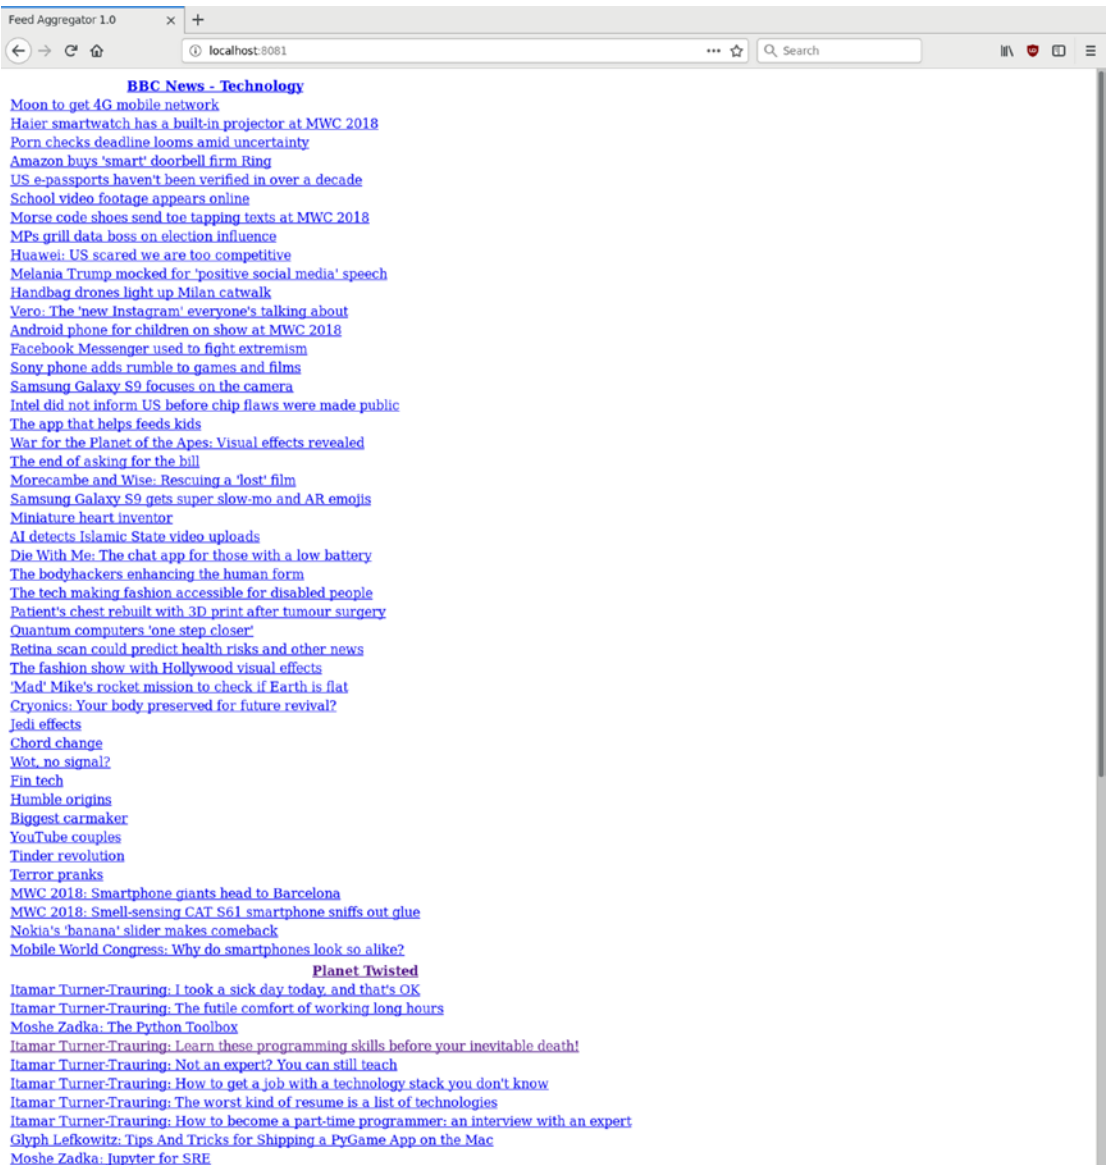 Feed Aggregator 1.0
localhost:8081
Search
BBC News - Technology
Moon to get 4G mobile network
Haier smartwatch has a built-in projector at MWC 2018
Porn checks deadline looms amid uncertainty
Amazon buys 'smart' doorbell firm Ring
US e-passports haven't been verified in over a decade
School video footage appears online
Morse code shoes send toe tapping texts at MWC 2018
MPs grill data boss on election influence
Huawei: US scared we are too competitive
Melania Trump mocked for 'positive social media' speech
Handbag drones light up Milan catwalk
Vero: The 'new Instagram' everyone's talking about
Android phone for children on show at MWC 2018
Facebook Messenger used to fight extremism
Sony phone adds rumble to games and films
Samsung Galaxy S9 focuses on the camera
Intel did not inform US before chip flaws were made public
The app that helps feeds kids
War for the Planet of the Apes: Visual effects revealed
The end of asking for the bill
Morecambe and Wise: Rescuing a 'lost' film
Samsung Galaxy S9 gets super slow-mo and AR emojis
Miniature heart inventor
AI detects Islamic State video uploads
Die With Me: The chat app for those with a low battery
The bodyhackers enhancing the human form
The tech making fashion accessible for disabled people
Patient's chest rebuilt with 3D print after tumour surgery
Quantum computers 'one step closer'
Retina scan could predict health risks and other news
The fashion show with Hollywood visual effects
'Mad' Mike's rocket mission to check if Earth is flat
Cryonics: Your body preserved for future revival?
Jedi effects
Chord change
Wot, no signal?
Fin tech
Humble origins
Biggest carmaker
YouTube couples
Tinder revolution
Terror pranks
MWC 2018: Smartphone giants head to Barcelona
MWC 2018: Smell-sensing CAT S61 smartphone sniffs out glue
Nokia's 'banana' slider makes comeback
Mobile World Congress: Why do smartphones look so alike?
Planet Twisted
Itamar Turner-Trauring: I took a sick day today, and that's OK
Itamar Turner-Trauring: The futile comfort of working long hours
Moshe Zadka: The Python Toolbox
Itamar Turner-Trauring: Learn these programming skills before your inevitable death!
Itamar Turner-Trauring: Not an expert? You can still teach
Itamar Turner-Trauring: How to get a job with a technology stack you don't know
Itamar Turner-Trauring: The worst kind of resume is a list of technologies
Itamar Turner-Trauring: How to become a part-time programmer: an interview with an expert
Glyph Lefkowitz: Tips And Tricks for Shipping a PyGame App on the Mac
Moshe Zadka: Jupyter for SRE